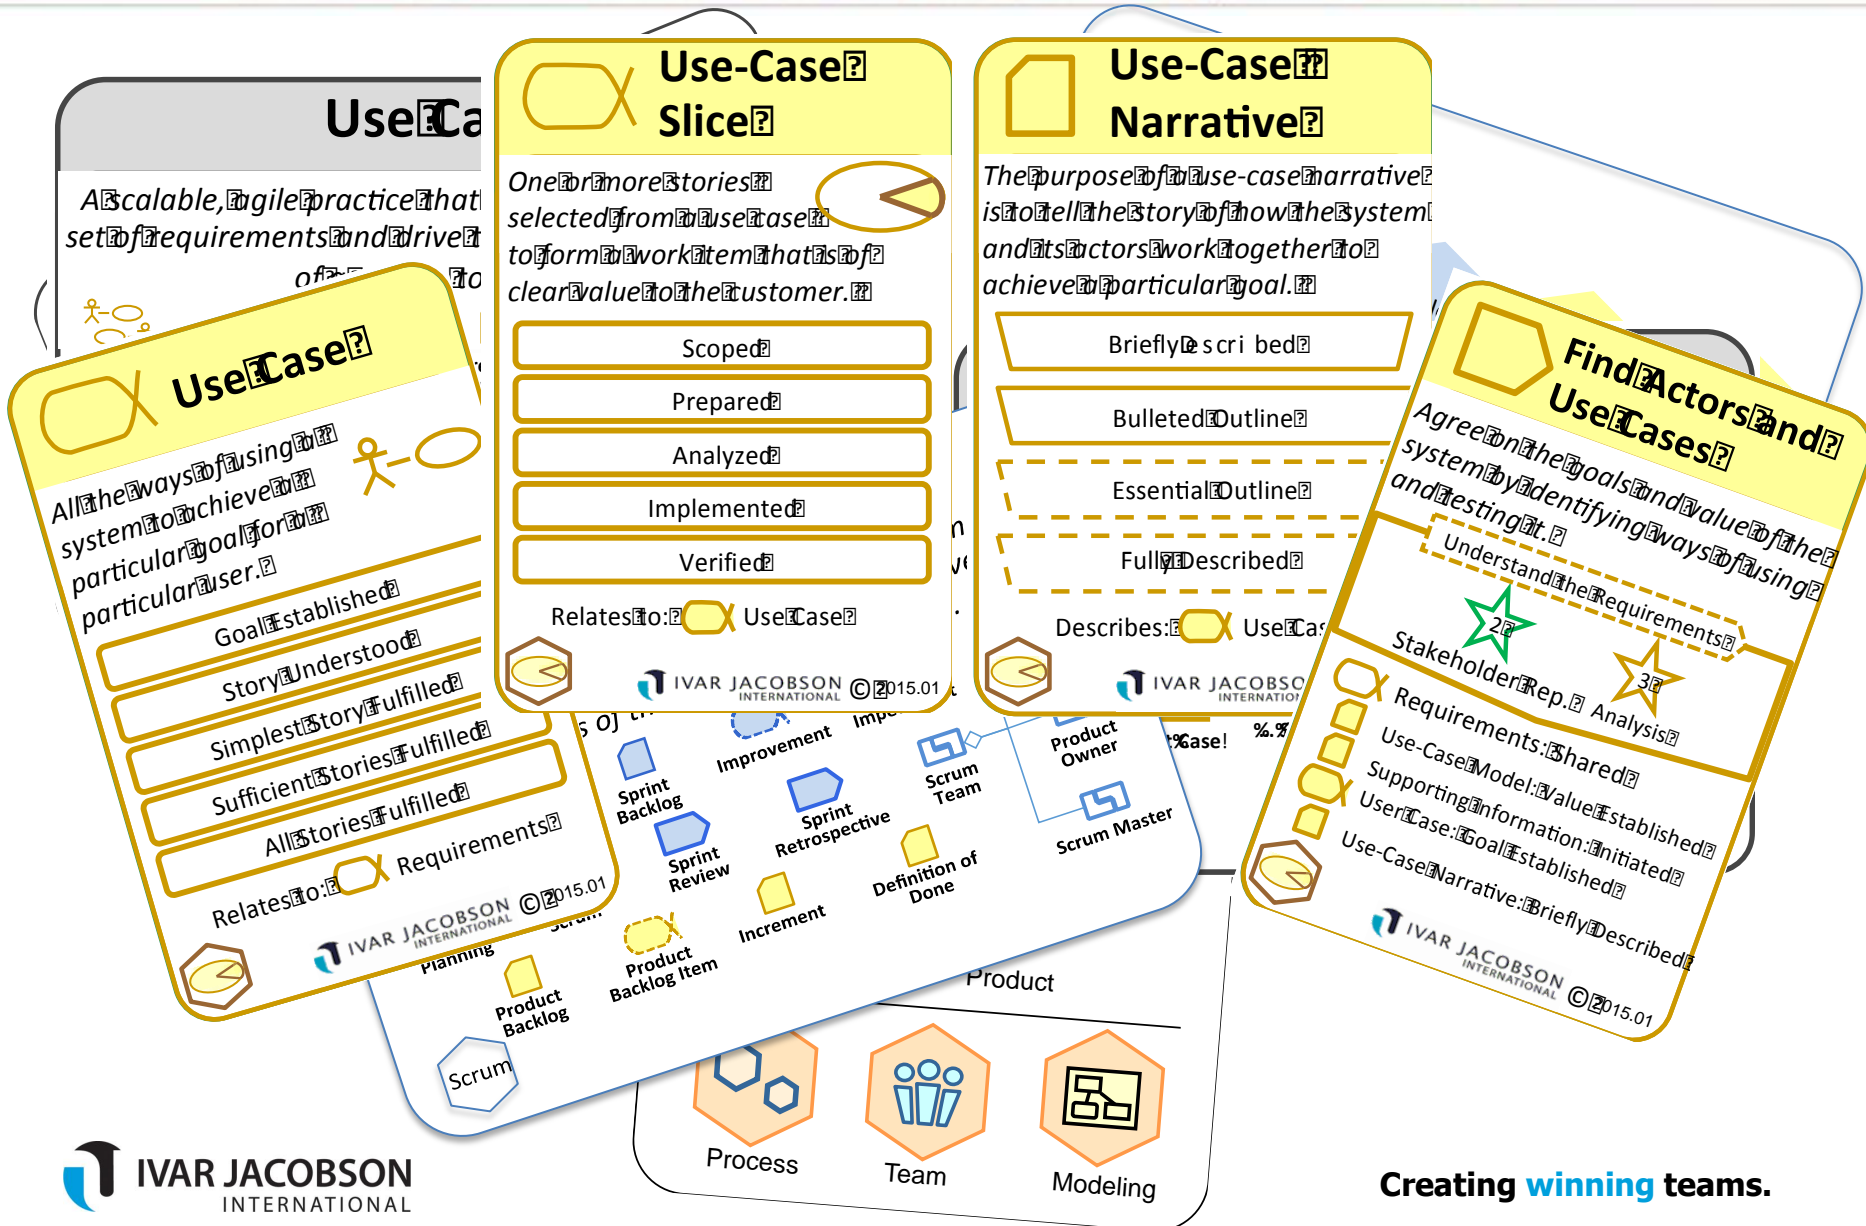 Use Ca
A scalable, agile practice that
set of requirements and drive t
of
to
Use Case
All the ways of using a
system to achieve a
particular goal for a
particular user.
Goal Established
Story Understood
Simplest Story Fulfilled
Sufficient Stories Fulfilled
All Stories Fulfilled
Relates to:
Requirements
IVAR JACOBSON
INTERNATIONAL
© 2015.01
Use-Case
Slice
One or more stories
selected from a use case
to form a work item that is of
clear value to the customer.
Scoped
Prepared
Analyzed
Implemented
Verified
Relates to: Use Case
IVAR JACOBSON
INTERNATIONAL
© 2015.01
Use-Case
Narrative
The purpose of a use-case narrative
is to tell the story of how the system
and its actors work together to
achieve a particular goal.
Briefly Described
Bulleted Outline
Essential Outline
Fully Described
Describes: Use Cas
IVAR JACOBSO
INTERNATION
Find Actors and
Use Cases
Agree on the goals and value of the
system by identifying ways of using
and testing it.
Understand the Requirements
2
Stakeholder Rep.
3
Analysis
Requirements: Shared
Use-Case Model: Value Established
Supporting Information: Initiated
User Case: Goal Established
Use-Case Narrative: Briefly Described
IVAR JACOBSON
INTERNATIONAL
© 2015.01
s of th
Improvement
Impe
Sprint
Backlog
Sprint
Review
Sprint
Retrospective
Scrum
Team
Product
Owner
Scrum Master
Case!
Planning
Product
Backlog
Product
Backlog Item
Increment
Definition of
Done
Scrum
Product
Process
Team
Modeling
IVAR JACOBSON
INTERNATIONAL
Creating winning teams.